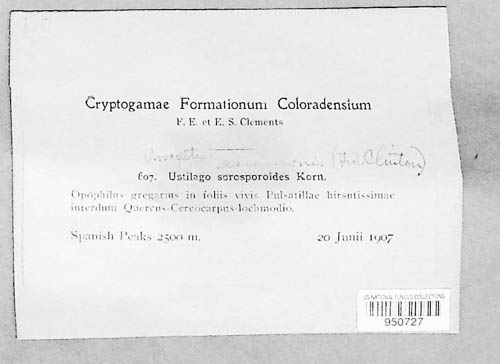 Cryptogamae Formationum Coloradensium
F. E. et E. S. Clements
(fide Clinton)
607. Ustilago sorosporoides Korn.
Opophilus gregarius in foliis vivis Pulsatillae hirsutissimae
interdum Quercus-Cercocarpus-lochmodio.
Spanish Peaks 2500 m. 20 Junii 1907
US NATIONAL FUNGUS COLLECTIONS
950727